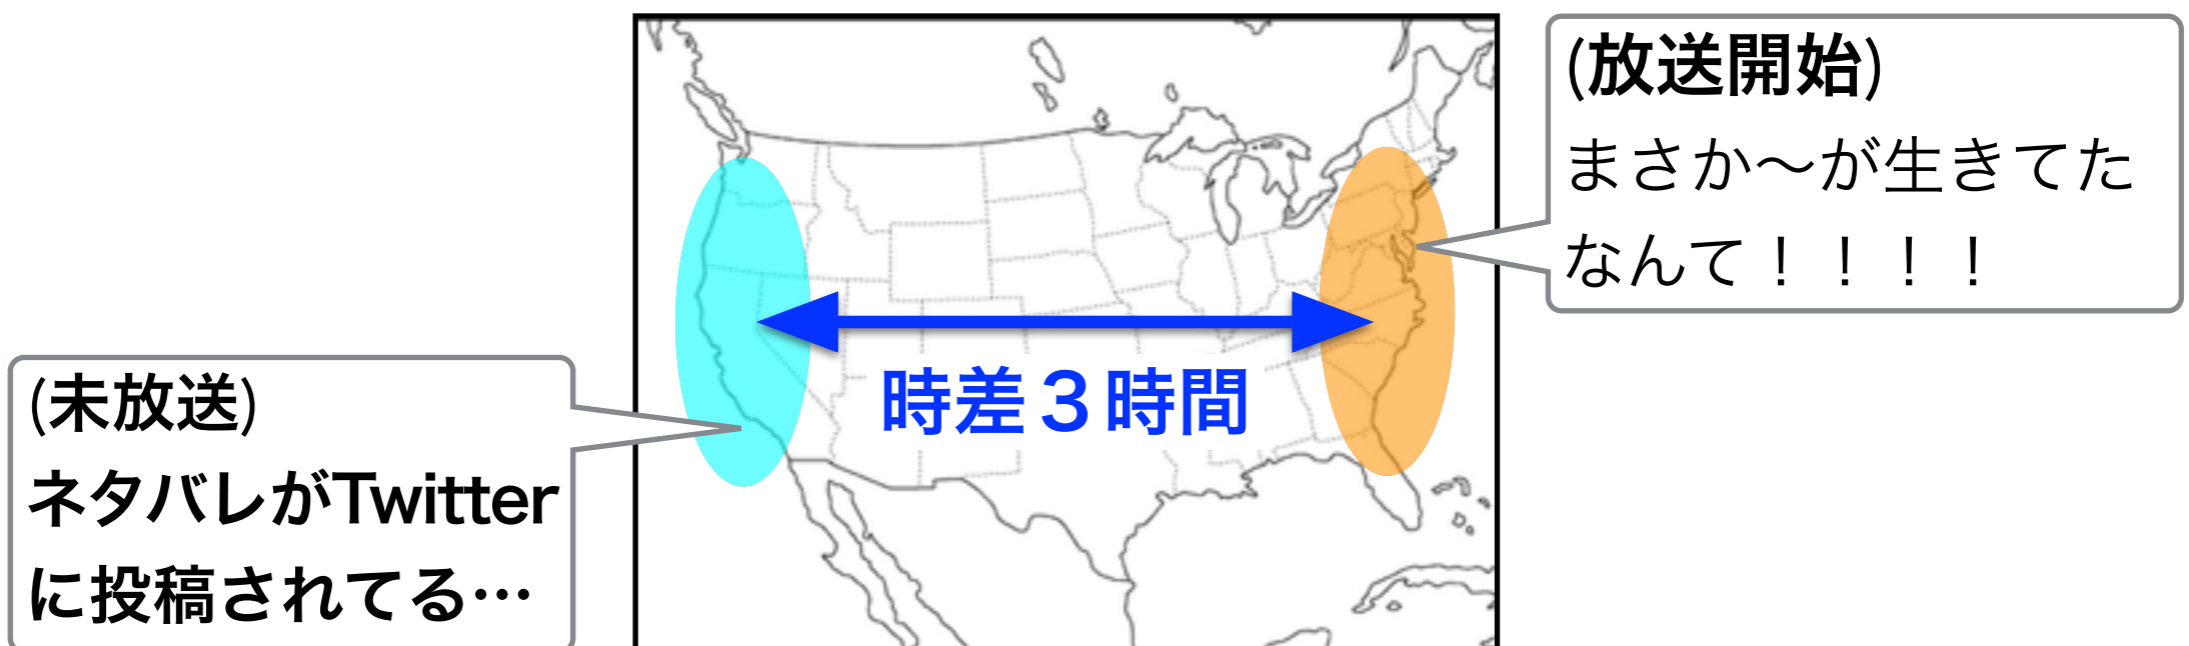 (放送開始)
まさか〜が生きてた
なんて！！！！
時差３時間
(未放送)
ネタバレがTwitter
に投稿されてる…